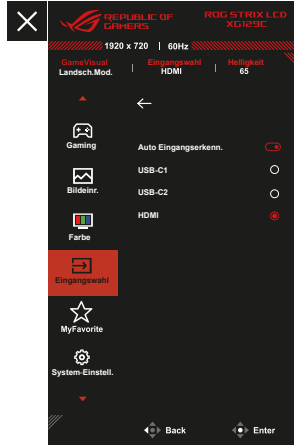 REPUBLIC OF
GAMERS
ROG STRIX LCD
XG129C
1920 x 720 | 60Hz
GameVisual
Landsch.Mod.
Eingangswahl
HDMI
Helligkeit
65
Gaming
Bildeinr.
Farbe
Eingangswahl
MyFavorite
System-Einstell.
Auto Eingangserkenn.
USB-C1
USB-C2
HDMI
Back
Enter